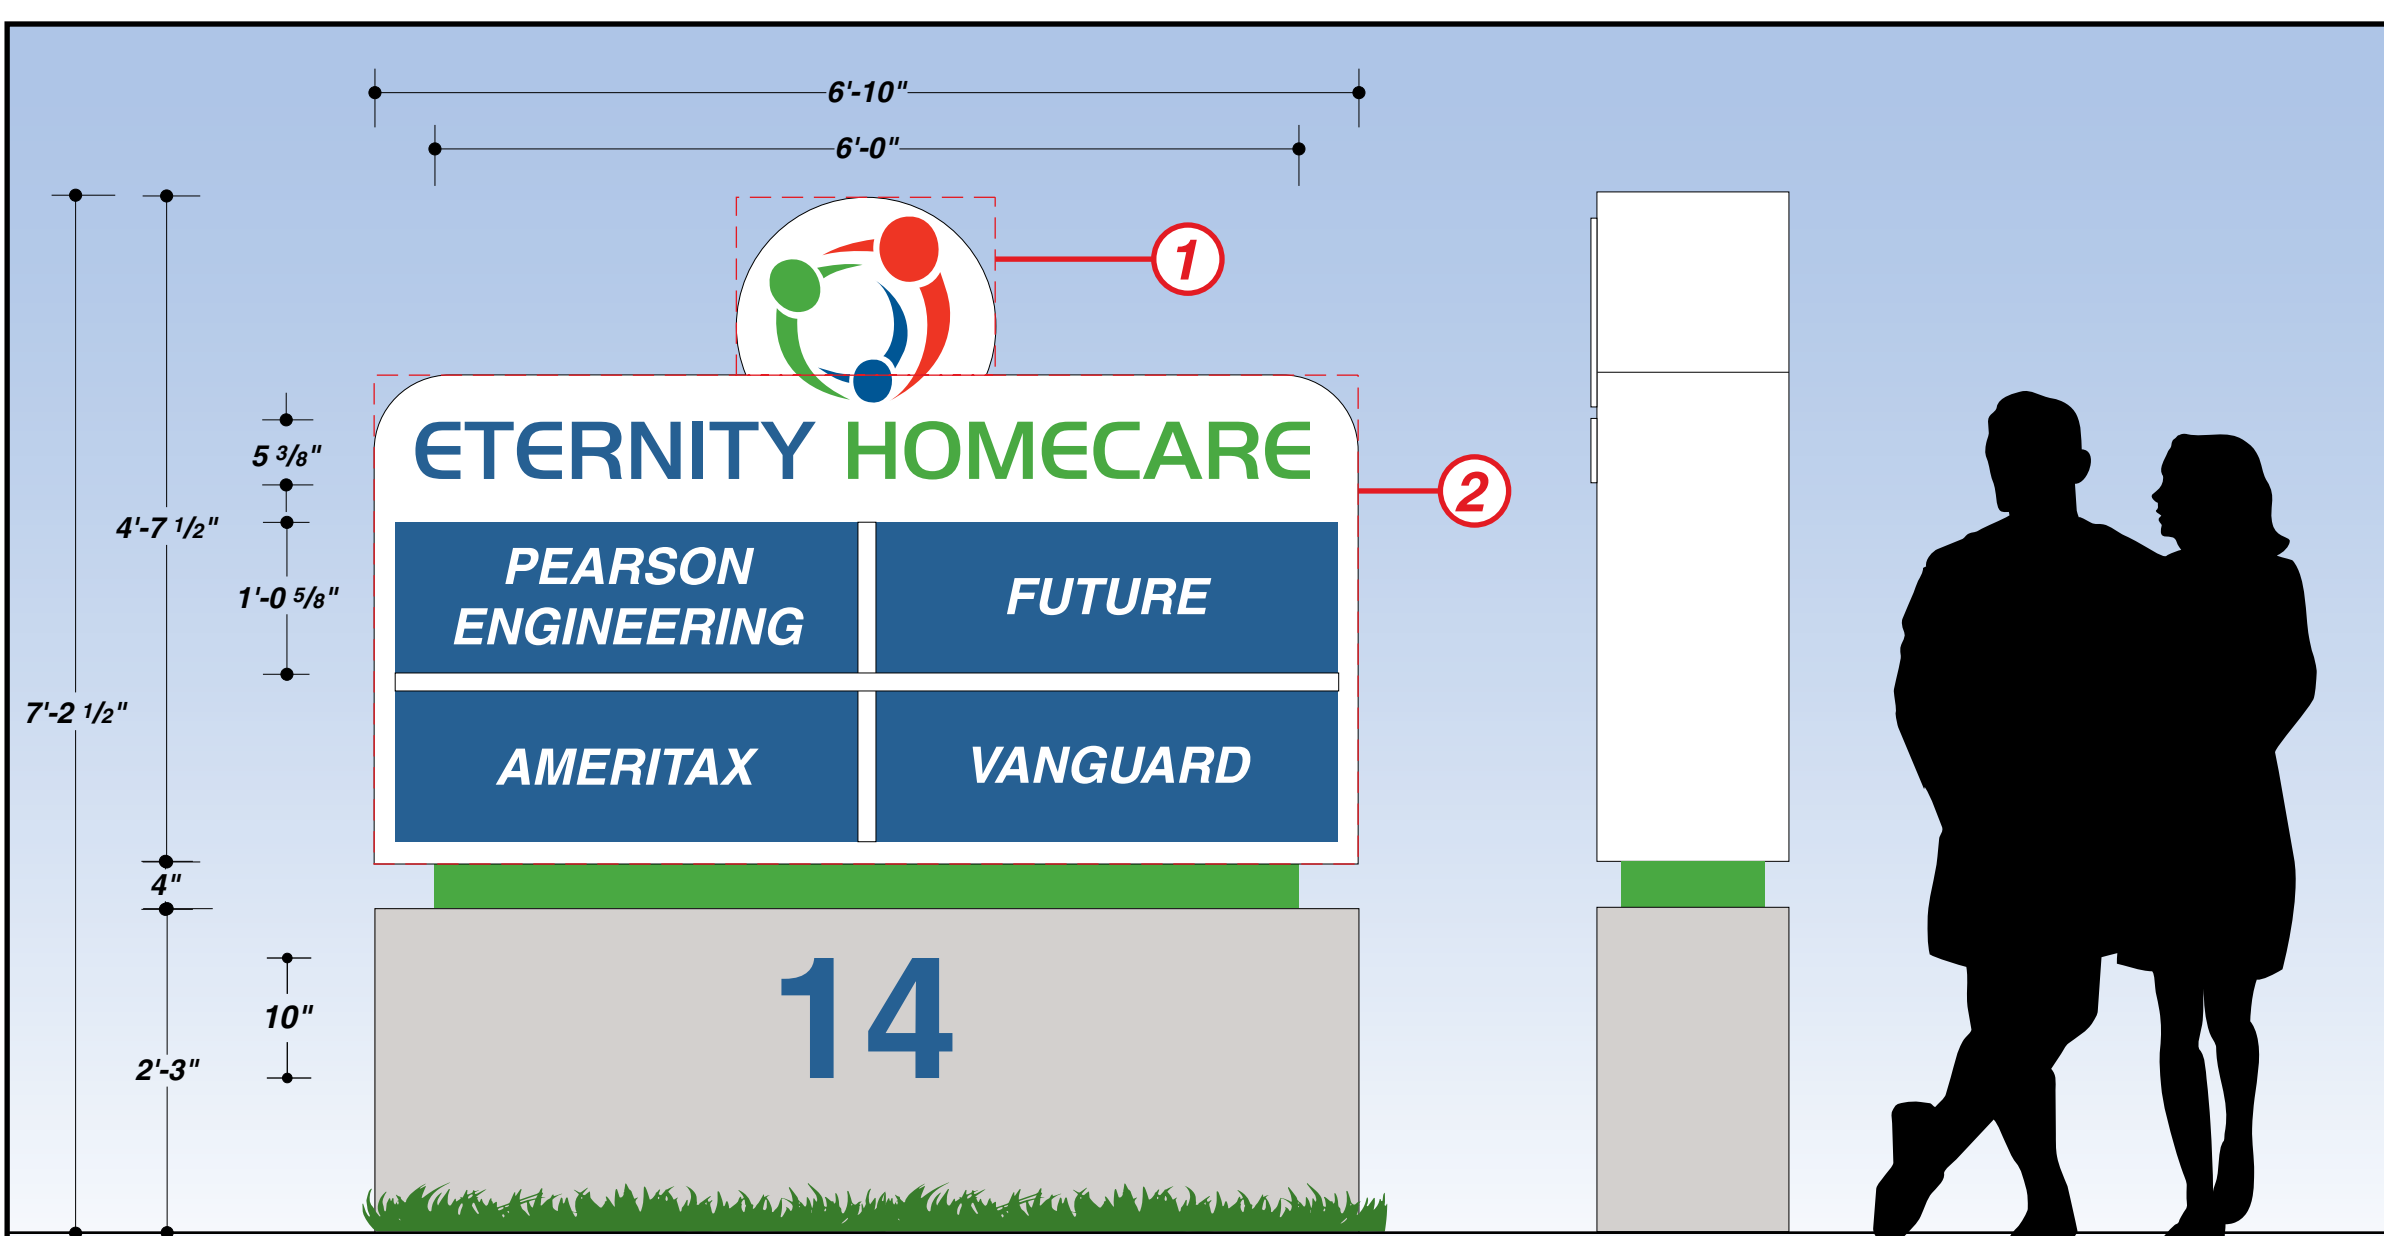 6'-10"
6'-0"
1
5 3/8"
ETERNITY HOMECARE
2
4'-7 1/2"
1'-0 5/8"
PEARSON
ENGINEERING
FUTURE
7'-2 1/2"
AMERITAX
VANGUARD
4"
10"
14
2'-3"